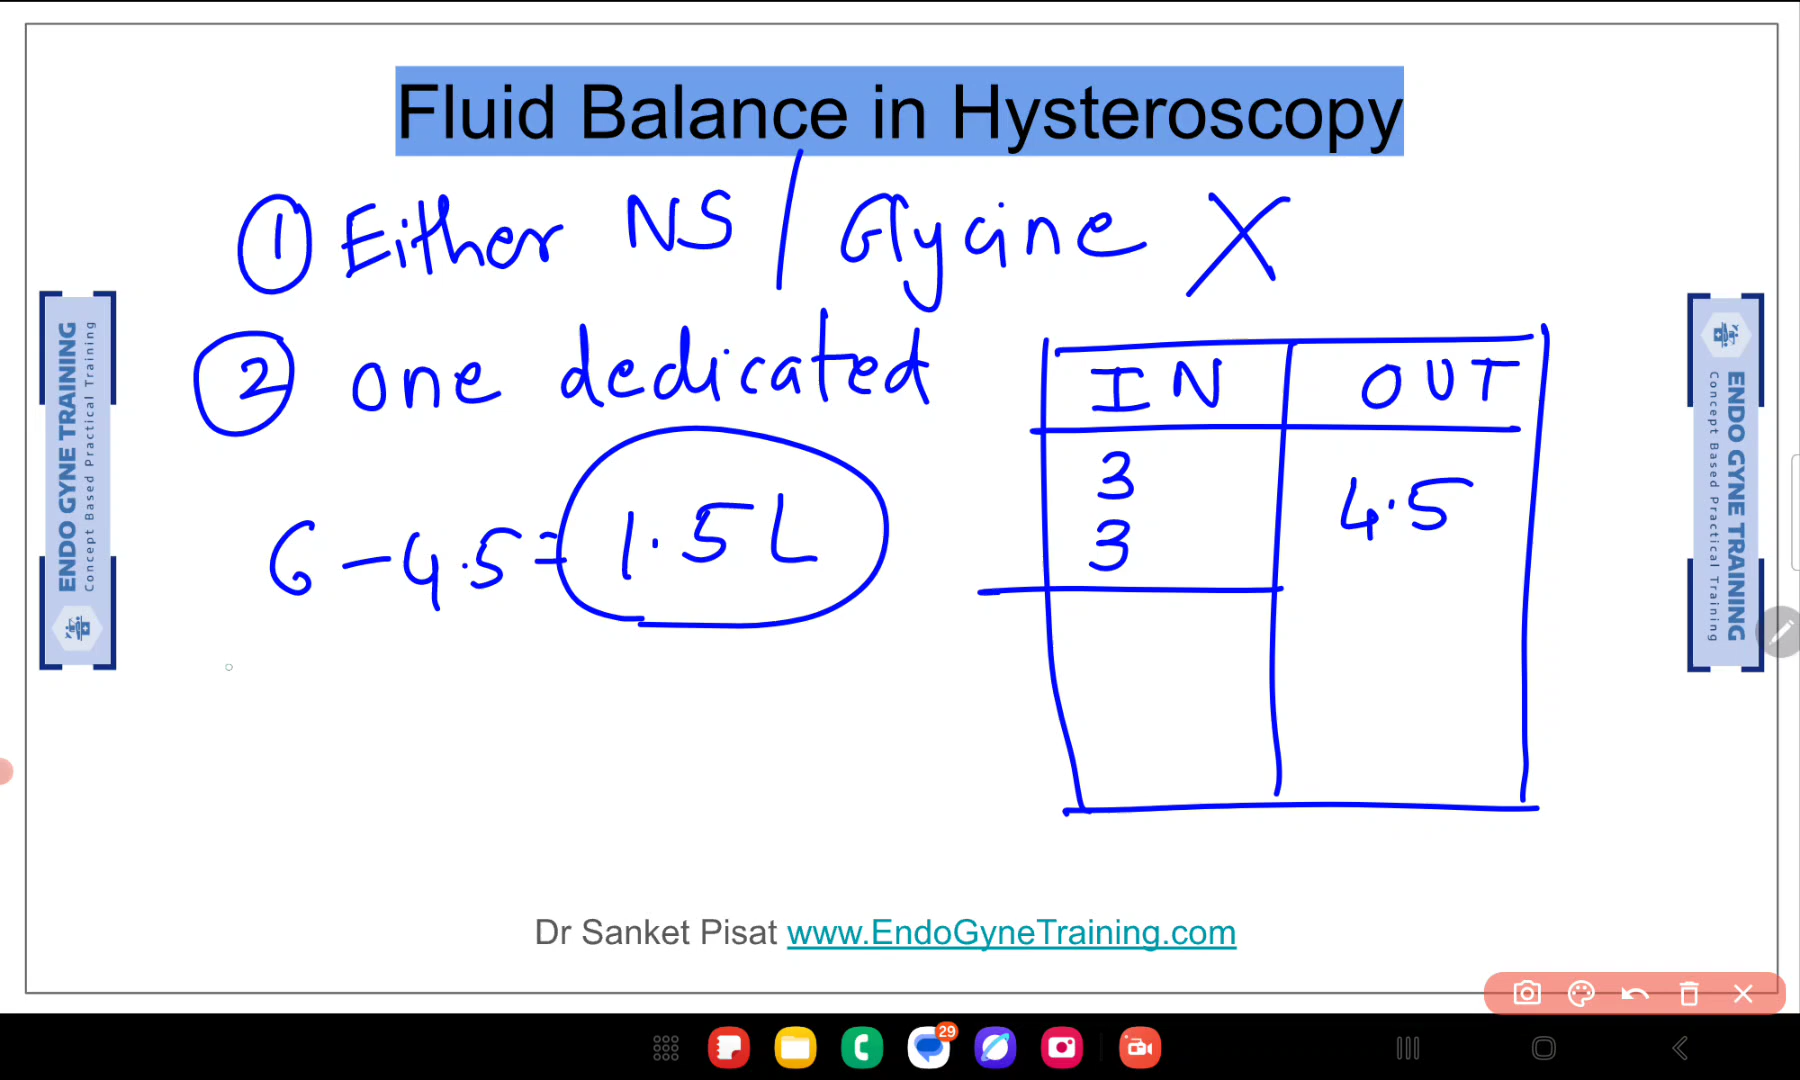 Fluid Balance in Hysteroscopy
1 Either NS / Glycine X
2 one dedicated
IN OUT
3
3
4.5
6 - 4.5 = 1.5 L
ENDO GYNE TRAINING
Concept Based Practical Training
ENDO GYNE TRAINING
Concept Based Practical Training
Dr Sanket Pisat www.EndoGyneTraining.com
29